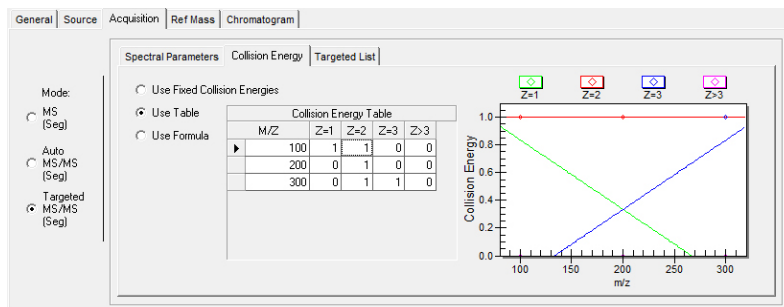 General Source Acquisition Ref Mass Chromatogram
Spectral Parameters Collision Energy Targeted List
Mode:
MS
(Seg)
Auto
MS/MS
(Seg)
Targeted
MS/MS
(Seg)
Use Fixed Collision Energies
Use Table
Use Formula
Collision Energy Table
M/Z Z=1 Z=2 Z=3 Z>3
100 1 1 0 0
200 0 1 0 0
300 0 1 1 0
Z=1 Z=2 Z=3 Z>3
Collision Energy
1.0
0.8
0.6
0.4
0.2
0.0
100 150 200 250 300
m/z